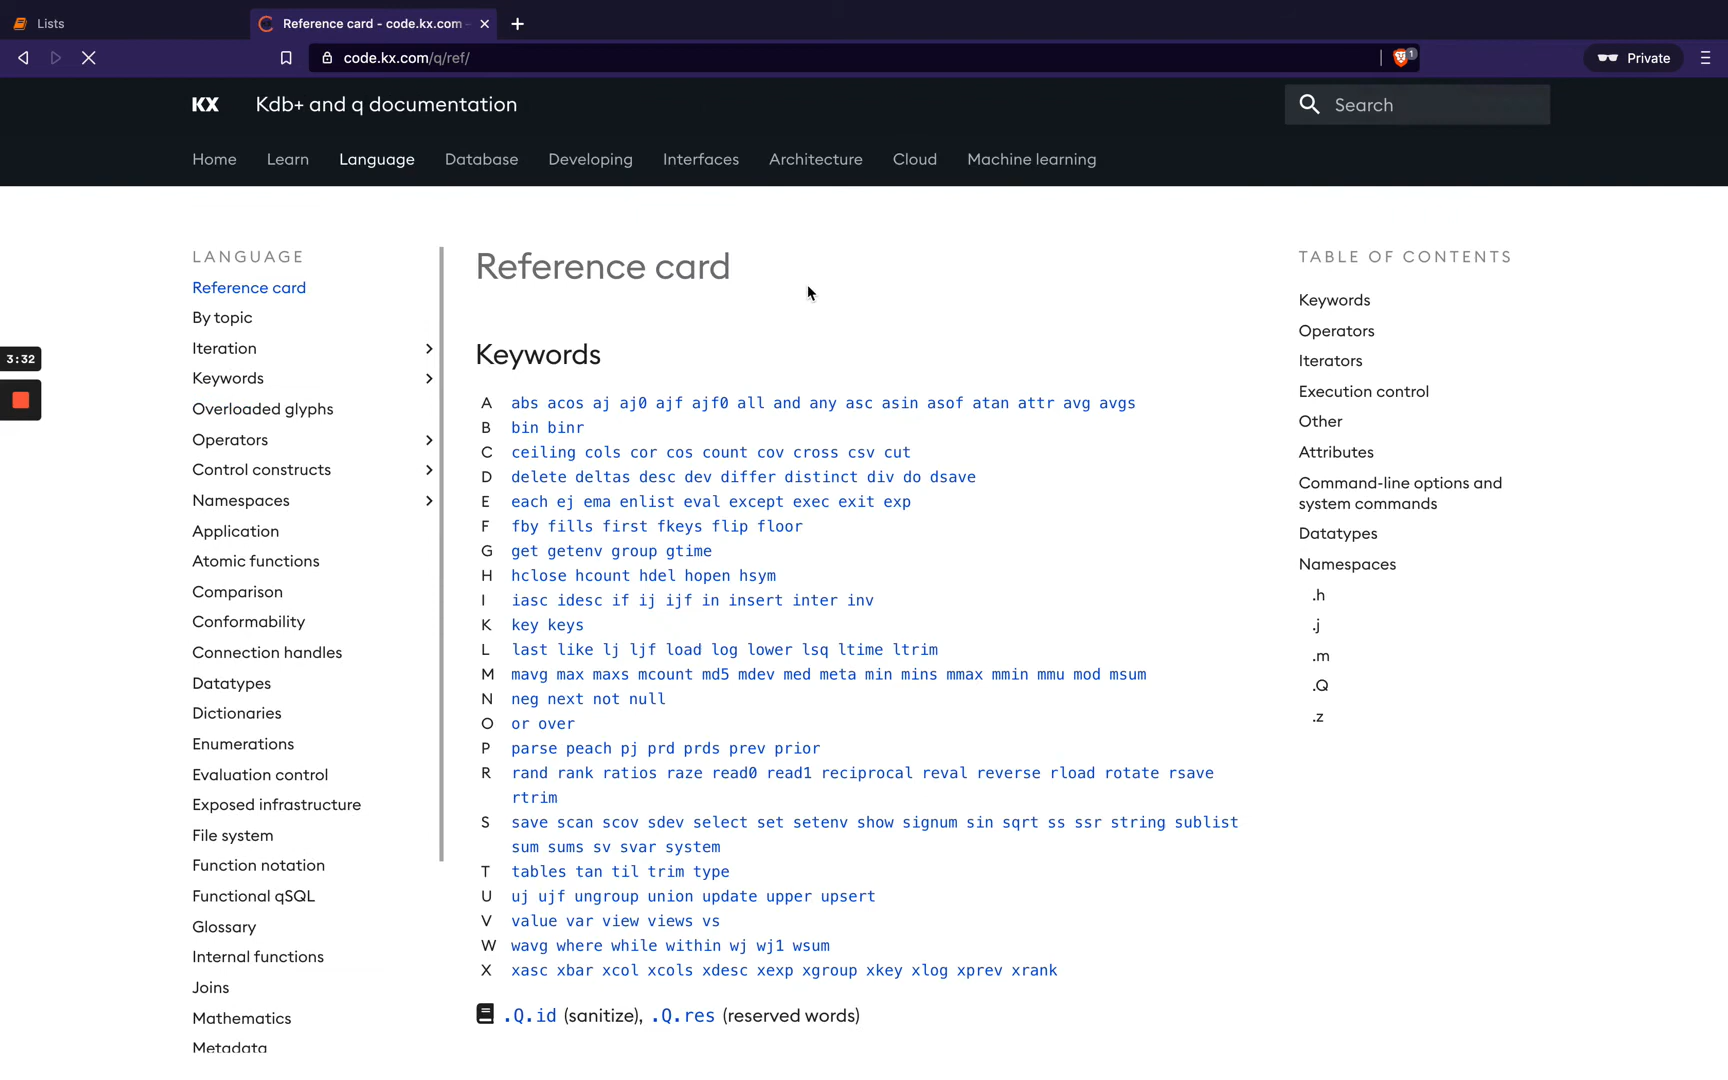 Lists
Reference card - code.kx.com -
code.kx.com/q/ref/
1
Private
KX
Kdb+ and q documentation
Search
Home Learn Language Database Developing Interfaces Architecture Cloud Machine learning
LANGUAGE
Reference card
By topic
Iteration
Keywords
Overloaded glyphs
Operators
Control constructs
Namespaces
Application
Atomic functions
Comparison
Conformability
Connection handles
Datatypes
Dictionaries
Enumerations
Evaluation control
Exposed infrastructure
File system
Function notation
Functional qSQL
Glossary
Internal functions
Joins
Mathematics
Metadata
3:32
Reference card
Keywords
A abs acos aj aj0 ajf ajf0 all and any asc asin asof atan attr avg avgs
B bin binr
C ceiling cols cor cos count cov cross csv cut
D delete deltas desc dev differ distinct div do dsave
E each ej ema enlist eval except exec exit exp
F fby fills first fkeys flip floor
G get getenv group gtime
H hclose hcount hdel hopen hsym
I iasc idesc if ij ijf in insert inter inv
K key keys
L last like lj ljf load log lower lsq ltime ltrim
M mavg max maxs mcount md5 mdev med meta min mins mmax mmin mmu mod msum
N neg next not null
O or over
P parse peach pj prd prds prev prior
R rand rank ratios raze read0 read1 reciprocal reval reverse rload rotate rsave
rtrim
S save scan scov sdev select set setenv show signum sin sqrt ss ssr string sublist
sum sums sv svar system
T tables tan til trim type
U uj ujf ungroup union update upper upsert
V value var view views vs
W wavg where while within wj wj1 wsum
X xasc xbar xcol xcols xdesc xexp xgroup xkey xlog xprev xrank
.Q.id (sanitize), .Q.res (reserved words)
TABLE OF CONTENTS
Keywords
Operators
Iterators
Execution control
Other
Attributes
Command-line options and
system commands
Datatypes
Namespaces
.h
.j
.m
.Q
.z